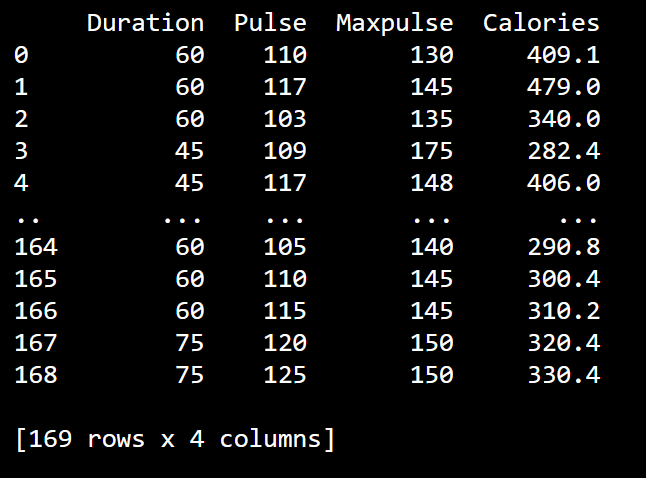 Duration Pulse Maxpulse Calories
0 60 110 130 409.1
1 60 117 145 479.0
2 60 103 135 340.0
3 45 109 175 282.4
4 45 117 148 406.0
.. ... ... ... ...
164 60 105 140 290.8
165 60 110 145 300.4
166 60 115 145 310.2
167 75 120 150 320.4
168 75 125 150 330.4
[169 rows x 4 columns]